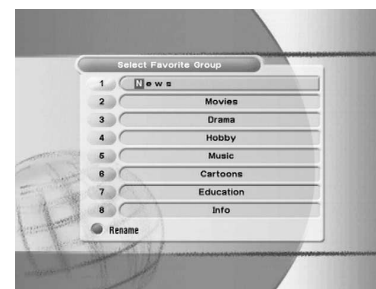 Select Favorite Group
1 News
2 Movies
3 Drama
4 Hobby
5 Music
6 Cartoons
7 Education
8 Info
Rename